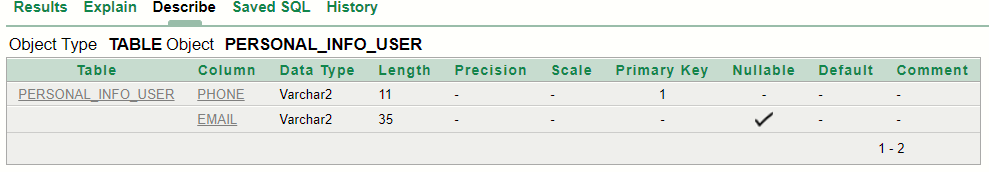 Results Explain Describe Saved SQL History
Object Type TABLE Object PERSONAL_INFO_USER
Table Column Data Type Length Precision Scale Primary Key Nullable Default Comment
PERSONAL_INFO_USER PHONE Varchar2 11 - - 1 - - -
EMAIL Varchar2 35 - - - ✓ - -
1 - 2